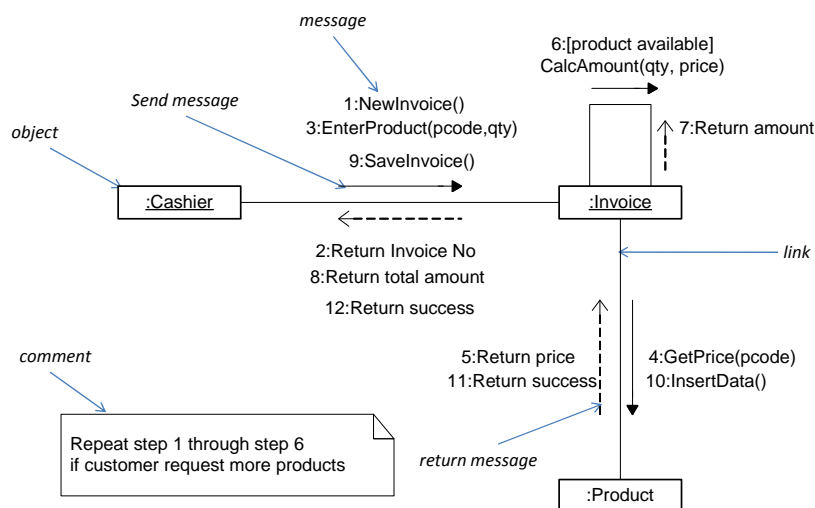 message
6:[product available]
CalcAmount(qty, price)
Send message
1:NewInvoice()
3:EnterProduct(pcode,qty)
7:Return amount
object
9:SaveInvoice()
:Cashier
:Invoice
2:Return Invoice No
8:Return total amount
12:Return success
link
comment
5:Return price
11:Return success
4:GetPrice(pcode)
10:InsertData()
Repeat step 1 through step 6
if customer request more products
return message
:Product